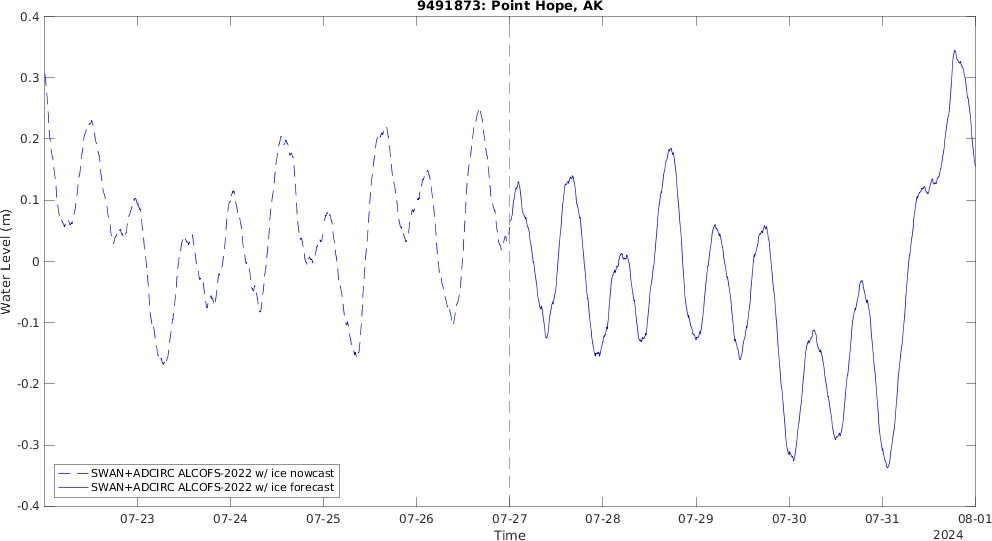 9491873: Point Hope, AK
0.4
0.3
0.2
0.1
0
-0.1
-0.2
-0.3
-0.4
Water Level (m)
SWAN+ADCIRC ALCOFS-2022 w/ ice nowcast
SWAN+ADCIRC ALCOFS-2022 w/ ice forecast
07-23 07-24 07-25 07-26 07-27 07-28 07-29 07-30 07-31 08-01
Time
2024